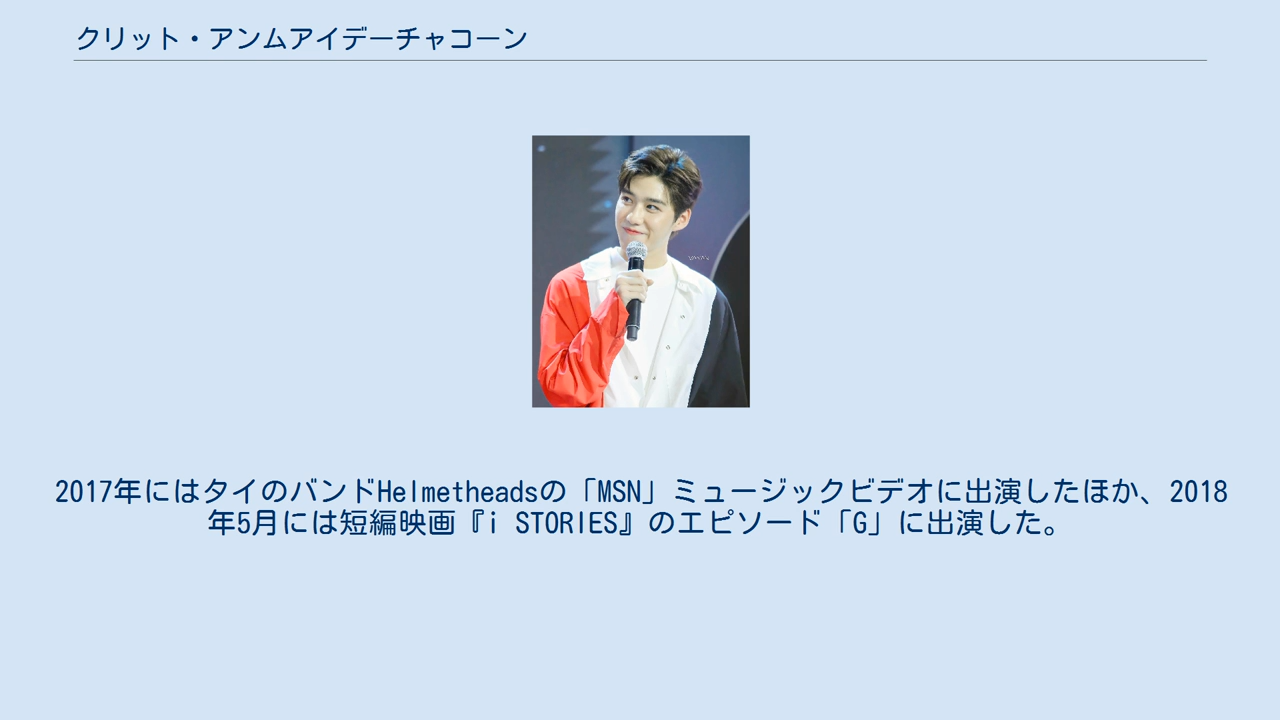 クリット・アンムアイデーチャコーン
2017年にはタイのバンドHelmetheadsの「MSN」ミュージックビデオに出演したほか、2018
年5月には短編映画『i STORIES』のエピソード「G」に出演した。